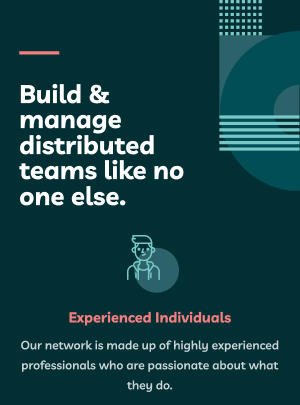 Build &
manage
distributed
teams like no
one else.
Experienced Individuals
Our network is made up of highly experienced
professionals who are passionate about what
they do.